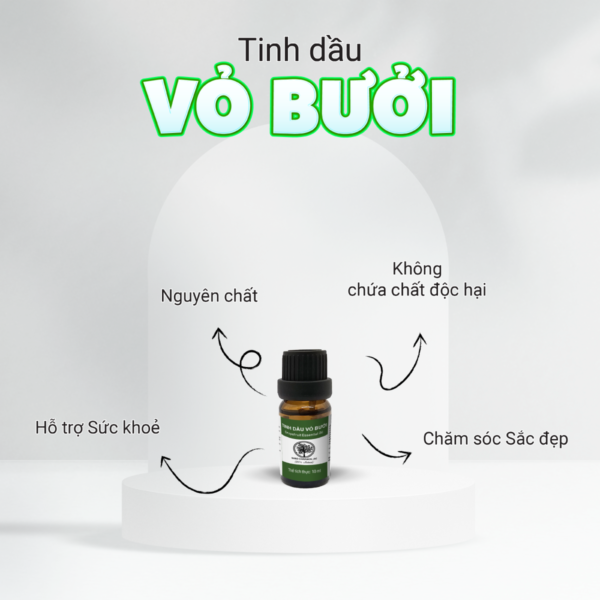 Tinh dầu
VỎ BƯỞI
Không
chứa chất độc hại
Nguyên chất
Hỗ trợ Sức khoẻ
Chăm sóc Sắc đẹp
TINH DẦU VỎ BƯỞI